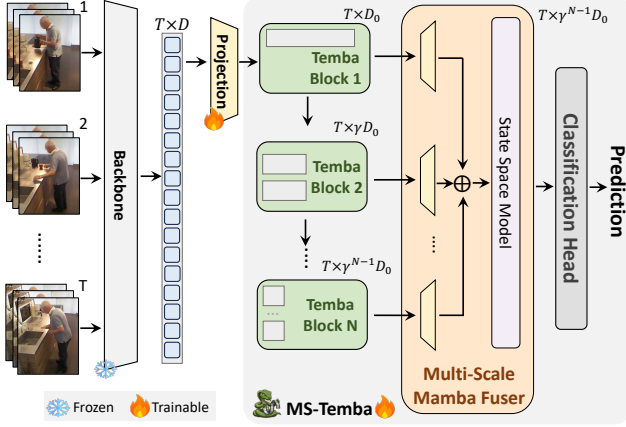 1
2
T
Backbone
T×D
Projection
T×D₀
Temba
Block 1
T×γD₀
Temba
Block 2
T×γᴺ⁻¹D₀
Temba
Block N
T×γᴺ⁻¹D₀
State Space Model
Multi-Scale
Mamba Fuser
Classification Head
Prediction
Frozen
Trainable
MS-Temba